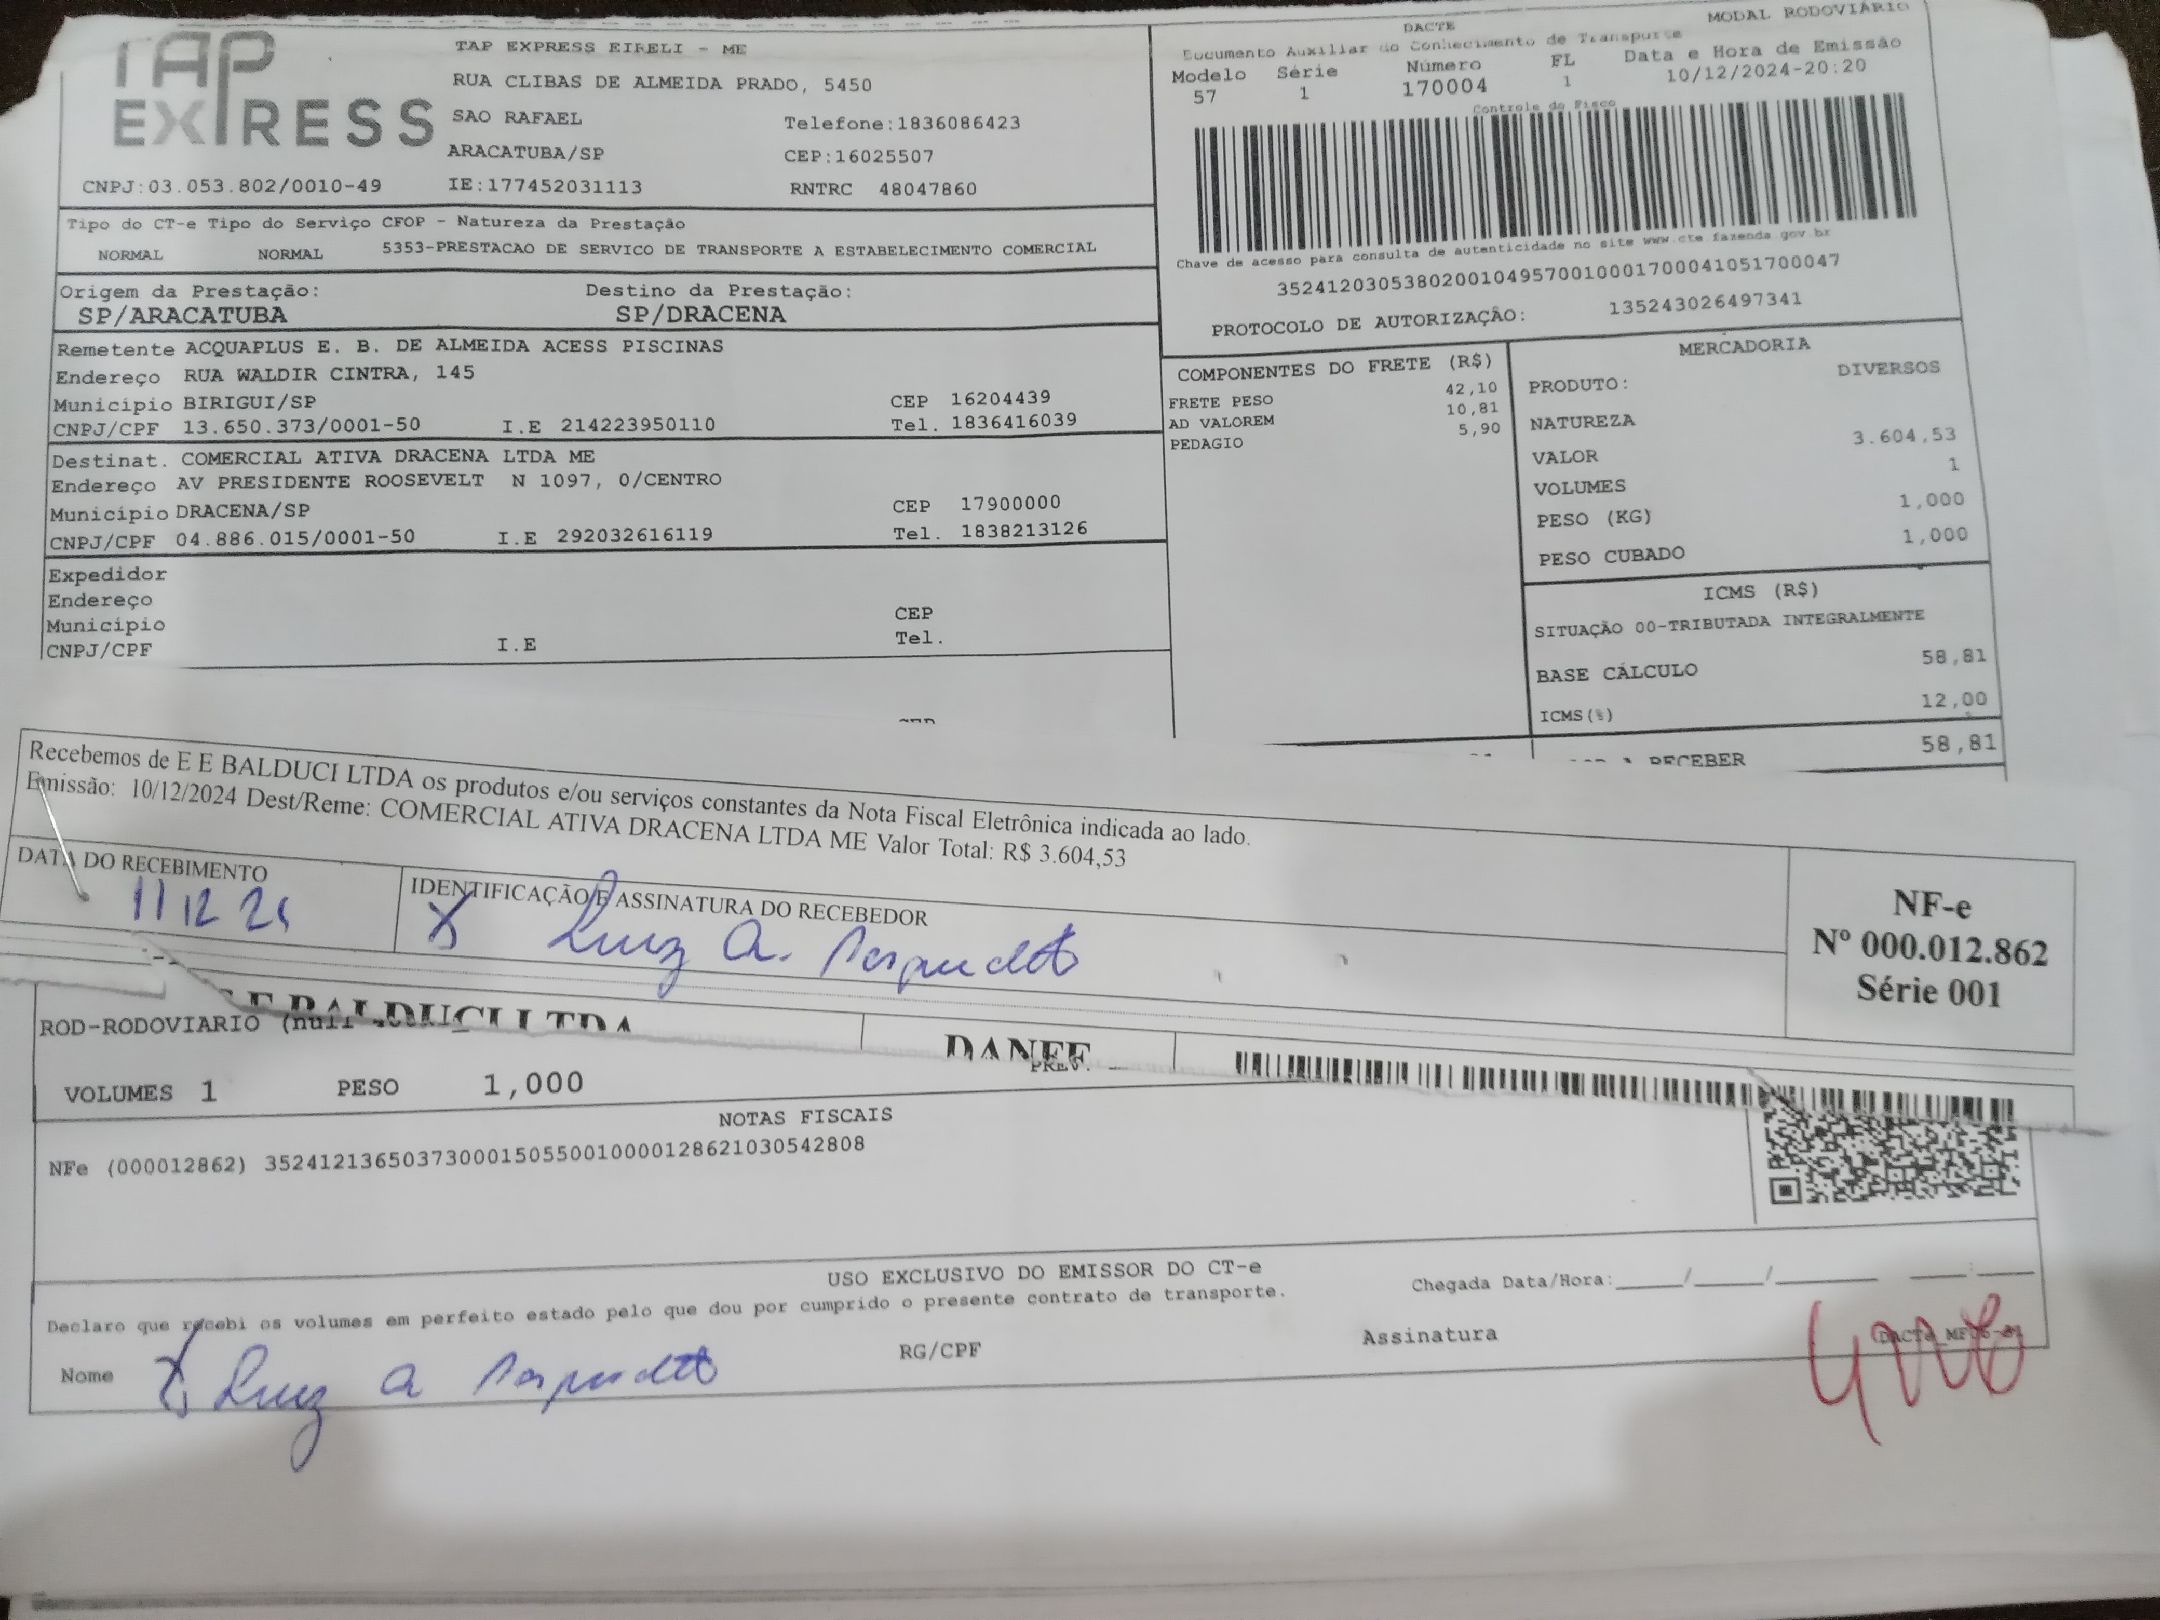 TAP EXPRESS
TAP EXPRESS EIRELI - ME
RUA CLIBAS DE ALMEIDA PRADO, 5450
SAO RAFAEL Telefone:1836086423
ARACATUBA/SP CEP:16025507
CNPJ:03.053.802/0010-49 IE:177452031113 RNTRC 48047860
DACTE MODAL RODOVIÁRIO
Documento Auxiliar do Conhecimento de Transporte
Modelo Série Número FL Data e Hora de Emissão
57 1 170004 1 10/12/2024-20:20
Controle do Fisco
Chave de acesso para consulta de autenticidade no site www.cte.fazenda.gov.br
35241203053802001049570010001700041051700047
PROTOCOLO DE AUTORIZAÇÃO: 135243026497341
Tipo do CT-e Tipo do Serviço CFOP - Natureza da Prestação
NORMAL NORMAL 5353-PRESTACAO DE SERVICO DE TRANSPORTE A ESTABELECIMENTO COMERCIAL
Origem da Prestação: Destino da Prestação:
SP/ARACATUBA SP/DRACENA
Remetente ACQUAPLUS E. B. DE ALMEIDA ACESS PISCINAS
Endereço RUA WALDIR CINTRA, 145
Município BIRIGUI/SP CEP 16204439
CNPJ/CPF 13.650.373/0001-50 I.E 214223950110 Tel. 1836416039
Destinat. COMERCIAL ATIVA DRACENA LTDA ME
Endereço AV PRESIDENTE ROOSEVELT N 1097, 0/CENTRO
Município DRACENA/SP CEP 17900000
CNPJ/CPF 04.886.015/0001-50 I.E 292032616119 Tel. 1838213126
Expedidor
Endereço
Município CEP
CNPJ/CPF I.E Tel.
COMPONENTES DO FRETE (R$)
FRETE PESO 42,10
AD VALOREM 10,81
PEDAGIO 5,90
MERCADORIA
PRODUTO: DIVERSOS
NATUREZA
VALOR 3.604,53
VOLUMES 1
PESO (KG) 1,000
PESO CUBADO 1,000
ICMS (R$)
SITUAÇÃO 00-TRIBUTADA INTEGRALMENTE
BASE CÁLCULO 58,81
ICMS(%) 12,00
A RECEBER 58,81
Recebemos de E E BALDUCI LTDA os produtos e/ou serviços constantes da Nota Fiscal Eletrônica indicada ao lado.
Emissão: 10/12/2024 Dest/Reme: COMERCIAL ATIVA DRACENA LTDA ME Valor Total: R$ 3.604,53
DATA DO RECEBIMENTO IDENTIFICAÇÃO E ASSINATURA DO RECEBEDOR
11 12 24 X Luiz A.
NF-e
Nº 000.012.862
Série 001
E E BALDUCI LTDA DANFE
ROD-RODOVIARIO PREV.
VOLUMES 1 PESO 1,000
NOTAS FISCAIS
NFe (000012862) 35241213650373000150550010000128621030542808
USO EXCLUSIVO DO EMISSOR DO CT-e
Declaro que recebi os volumes em perfeito estado pelo que dou por cumprido o presente contrato de transporte. Chegada Data/Hora:____/____/______ ___:___
Nome X Luiz A RG/CPF Assinatura